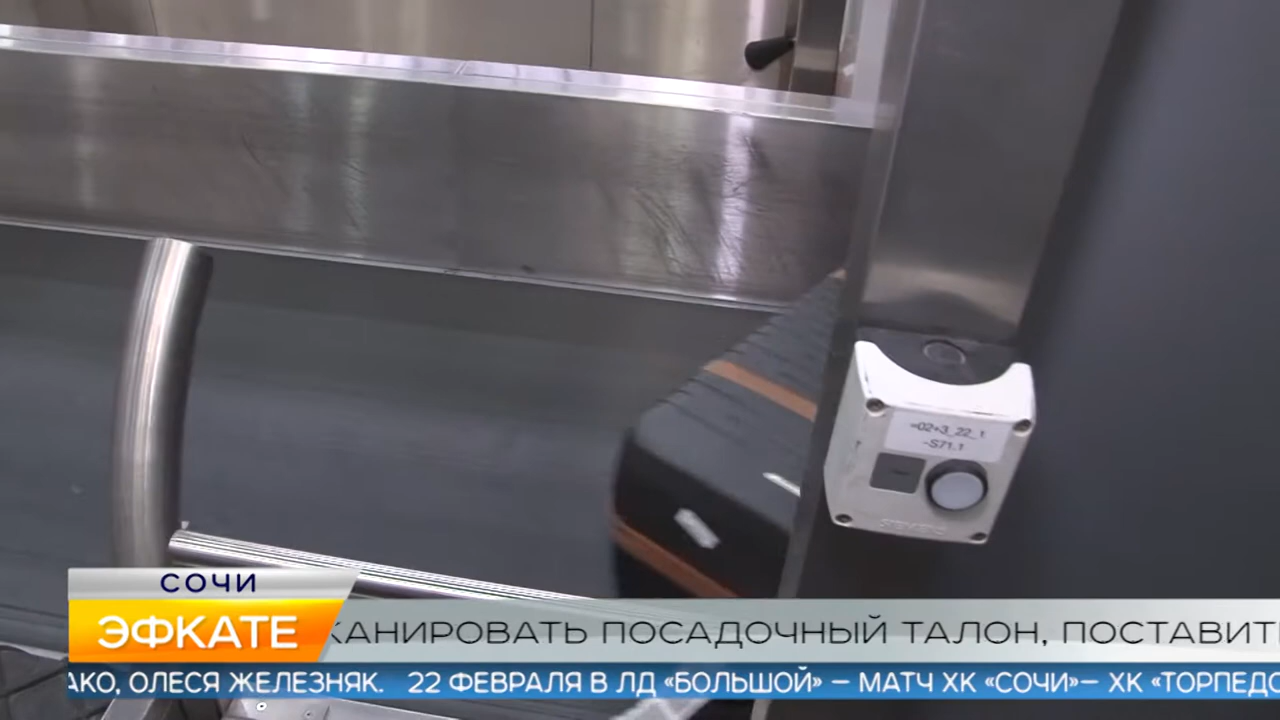 =02+3_22_1
-S71.1
SIEMENS
СОЧИ
ЭФКАТЕ
КАНИРОВАТЬ ПОСАДОЧНЫЙ ТАЛОН, ПОСТАВИТЬ
АКО, ОЛЕСЯ ЖЕЛЕЗНЯК. 22 ФЕВРАЛЯ В ЛД «БОЛЬШОЙ» – МАТЧ ХК «СОЧИ»– ХК «ТОРПЕДО